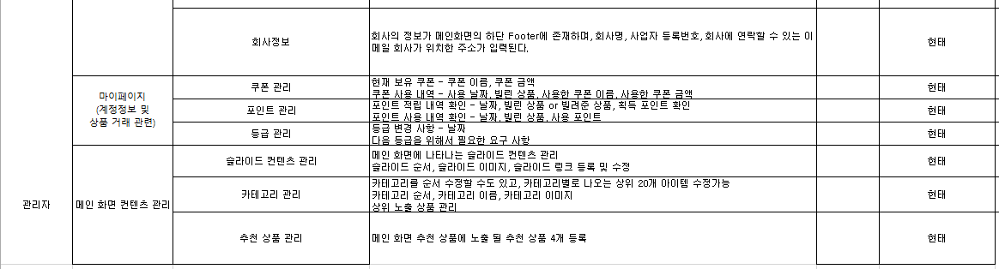 회사정보
회사의 정보가 메인화면의 하단 Footer에 존재하며, 회사명, 사업자 등록번호, 회사에 연락할 수 있는 이
메일 회사가 위치한 주소가 입력된다.
현태
마이페이지
(계정정보 및
상품 거래 관련)
쿠폰 관리
현재 보유 쿠폰 - 쿠폰 이름, 쿠폰 금액
쿠폰 사용 내역 - 사용 날짜, 빌린 상품, 사용한 쿠폰 이름, 사용한 쿠폰 금액
현태
포인트 관리
포인트 적립 내역 확인 - 날짜, 빌린 상품 or 빌려준 상품, 획득 포인트 확인
포인트 사용 내역 확인 - 날짜, 빌린 상품, 사용 포인트
현태
등급 관리
등급 변경 사항 - 날짜
다음 등급을 위해서 필요한 요구 사항
현태
관리자
메인 화면 컨텐츠 관리
슬라이드 컨텐츠 관리
메인 화면에 나타나는 슬라이드 컨텐츠 관리
슬라이드 순서, 슬라이드 이미지, 슬라이드 링크 등록 및 수정
현태
카테고리 관리
카테고리를 순서 수정할 수도 있고, 카테고리별로 나오는 상위 20개 아이템 수정가능
카테고리 순서, 카테고리 이름, 카테고리 이미지
상위 노출 상품 관리
현태
추천 상품 관리
메인 화면 추천 상품에 노출 될 추천 상품 4개 등록
현태